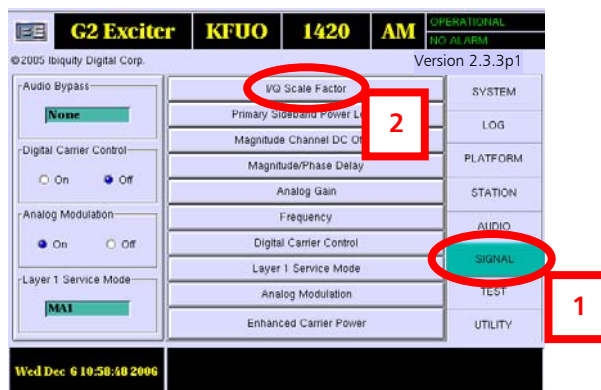 G2 Exciter KFUO 1420 AM OPERATIONAL
NO ALARM
©2005 Ibiquity Digital Corp. Version 2.3.3p1
Audio Bypass
None
Digital Carrier Control
On Off
Analog Modulation
On Off
Layer 1 Service Mode
MA1
I/Q Scale Factor
Primary Sideband Power
Magnitude Channel DC
Magnitude/Phase Delay
Analog Gain
Frequency
Digital Carrier Control
Layer 1 Service Mode
Analog Modulation
Enhanced Carrier Power
2
SYSTEM
LOG
PLATFORM
STATION
AUDIO
SIGNAL
TEST
UTILITY
1
Wed Dec 6 10:58:48 2006